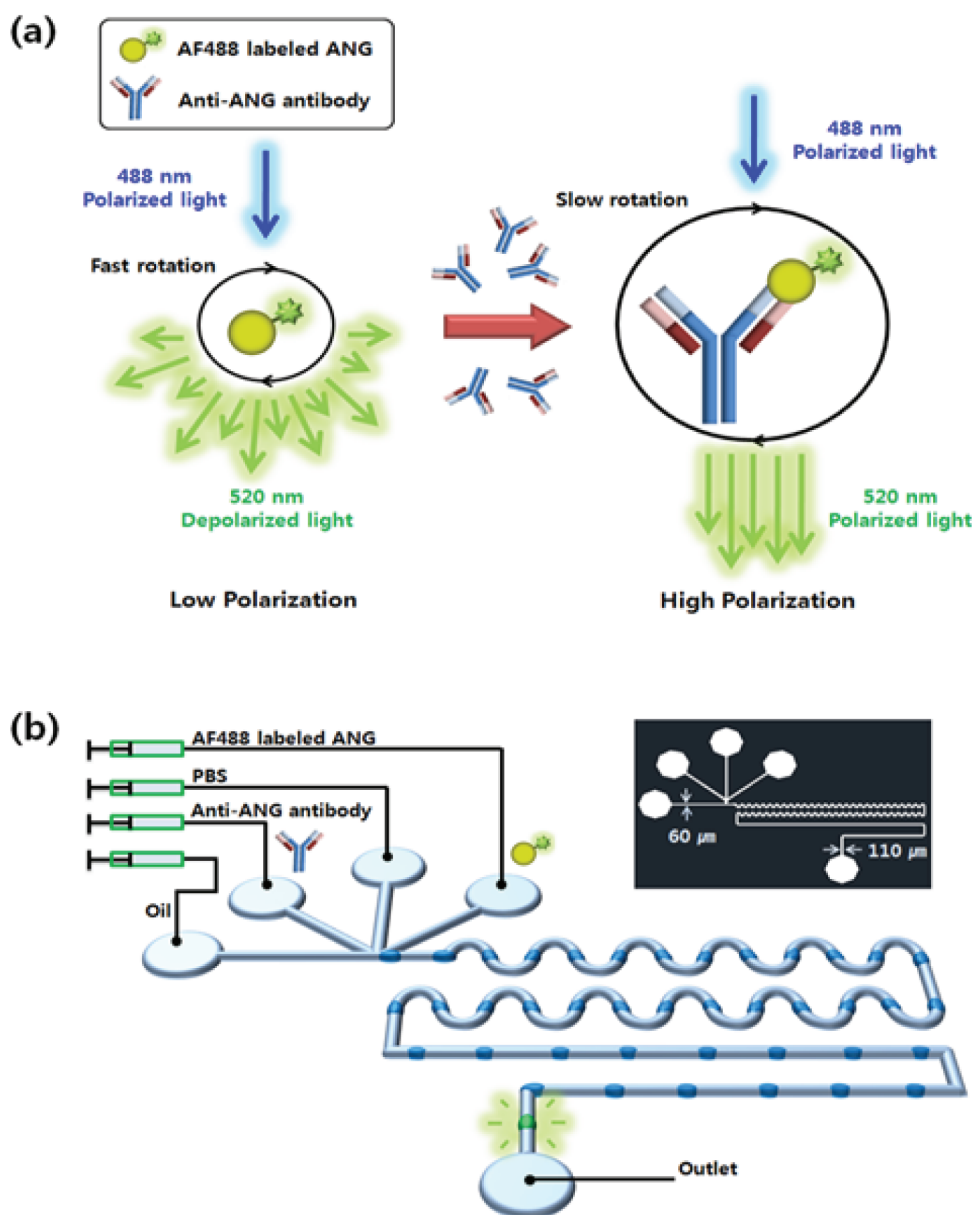 (a)
AF488 labeled ANG
Anti-ANG antibody
488 nm
Polarized light
Fast rotation
520 nm
Depolarized light
Low Polarization
488 nm
Polarized light
Slow rotation
520 nm
Polarized light
High Polarization
(b)
AF488 labeled ANG
PBS
Anti-ANG antibody
Oil
60 μm
110 μm
Outlet